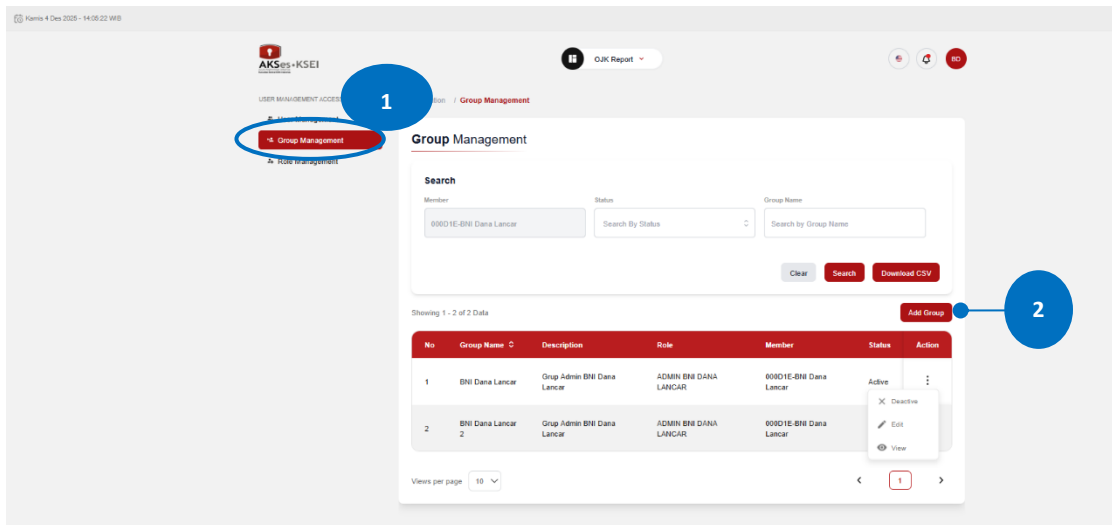 Kamis 4 Des 2025 - 14:05:22 WIB
AKSes-KSEI
OJK Report
BD
USER MANAGEMENT ACCESS
1
/ Group Management
User Management
Group Management
Role Management
Group Management
Search
Member
Status
Group Name
000D1E-BNI Dana Lancar
Search By Status
Search by Group Name
Clear
Search
Download CSV
Showing 1 - 2 of 2 Data
Add Group
2
No
Group Name
Description
Role
Member
Status
Action
1
BNI Dana Lancar
Grup Admin BNI Dana
Lancar
ADMIN BNI DANA
LANCAR
000D1E-BNI Dana
Lancar
Active
Deactive
Edit
View
2
BNI Dana Lancar
2
Grup Admin BNI Dana
Lancar
ADMIN BNI DANA
LANCAR
000D1E-BNI Dana
Lancar
Views per page
10
1